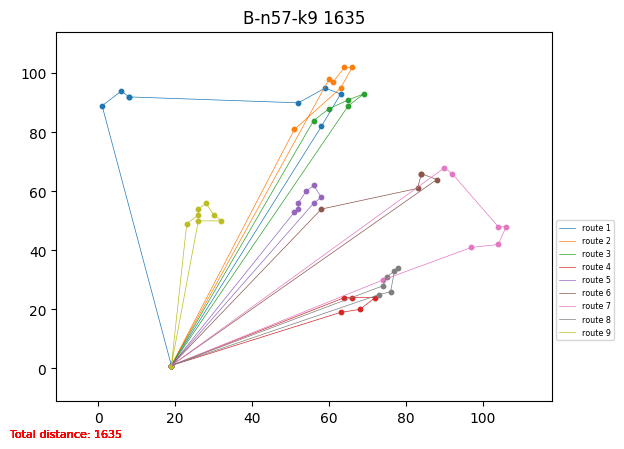 B-n57-k9 1635
100
80
60
40
20
0
0 20 40 60 80 100
route 1
route 2
route 3
route 4
route 5
route 6
route 7
route 8
route 9
Total distance: 1635